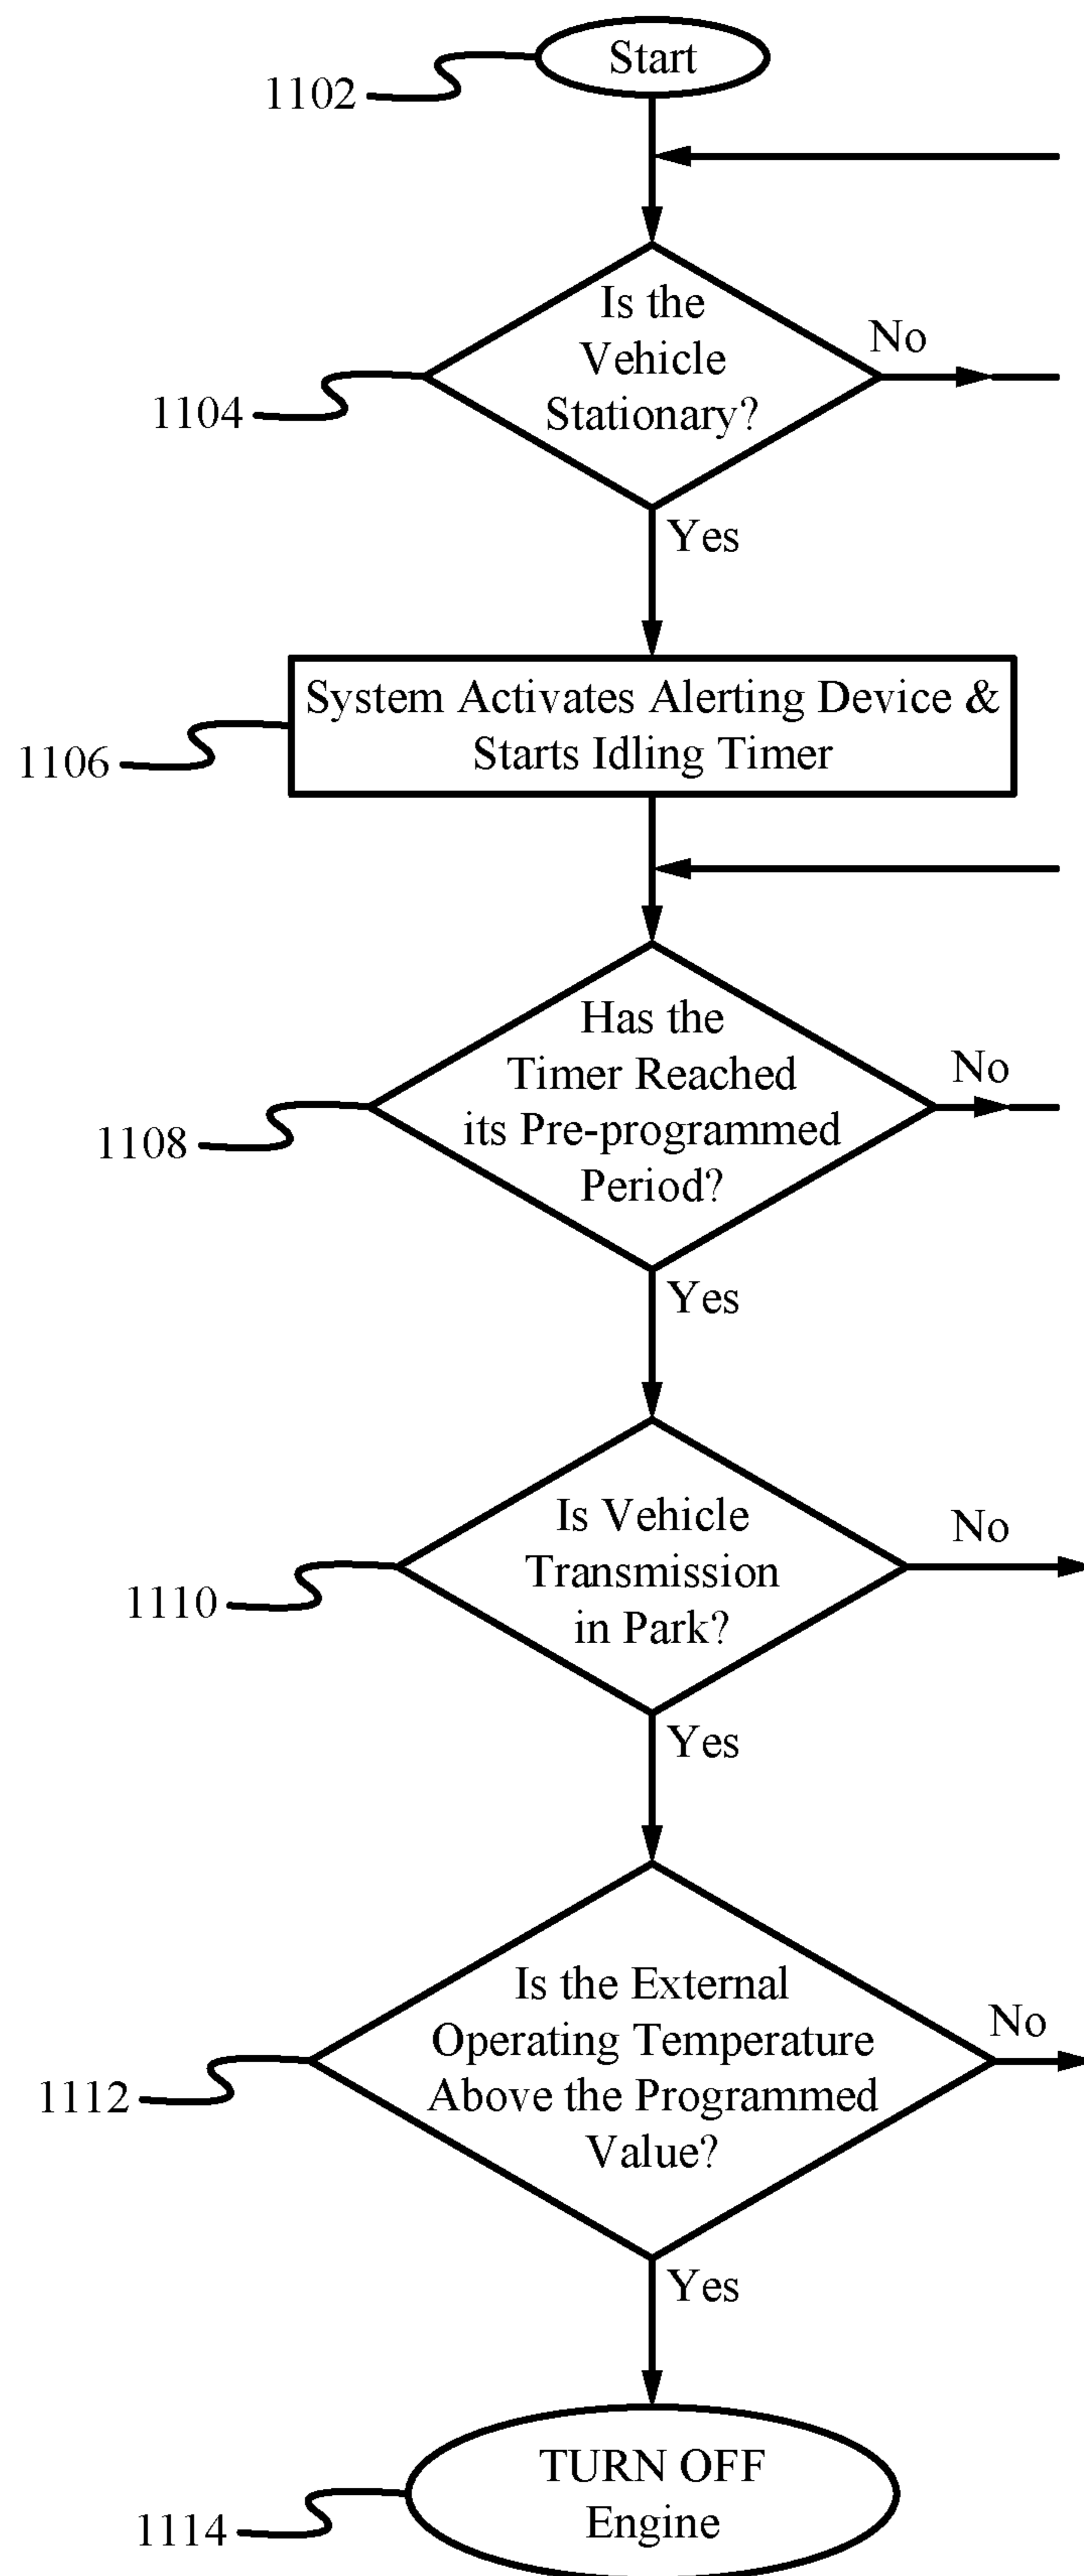 Start
1102
Is the
Vehicle
Stationary?
No
1104
Yes
System Activates Alerting Device &
Starts Idling Timer
1106
Has the
Timer Reached
its Pre-programmed
Period?
No
1108
Yes
Is Vehicle
Transmission
in Park?
No
1110
Yes
Is the External
Operating Temperature
Above the Programmed
Value?
No
1112
Yes
TURN OFF
Engine
1114